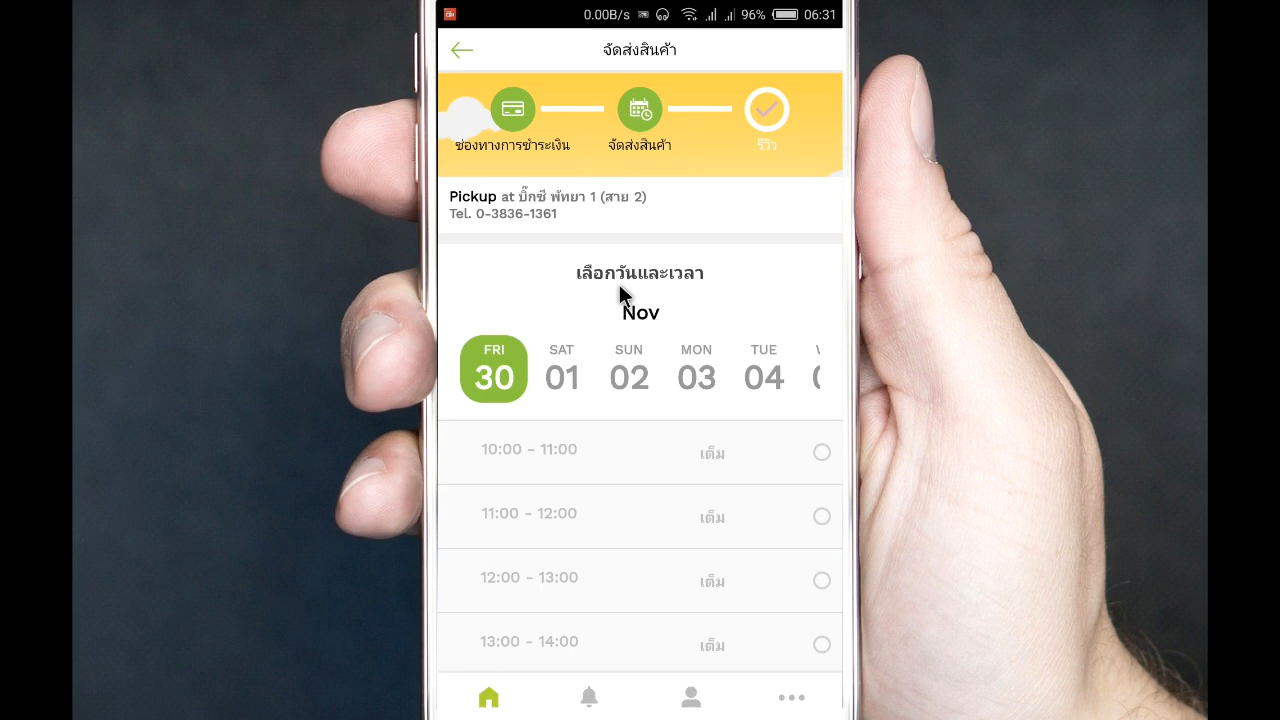 0.00B/s 96% 06:31
จัดส่งสินค้า
ช่องทางการชำระเงิน จัดส่งสินค้า รีวิว
Pickup at บิ๊กซี พัทยา 1 (สาย 2)
Tel. 0-3836-1361
เลือกวันและเวลา
Nov
FRI SAT SUN MON TUE
30 01 02 03 04
10:00 - 11:00 เต็ม
11:00 - 12:00 เต็ม
12:00 - 13:00 เต็ม
13:00 - 14:00 เต็ม